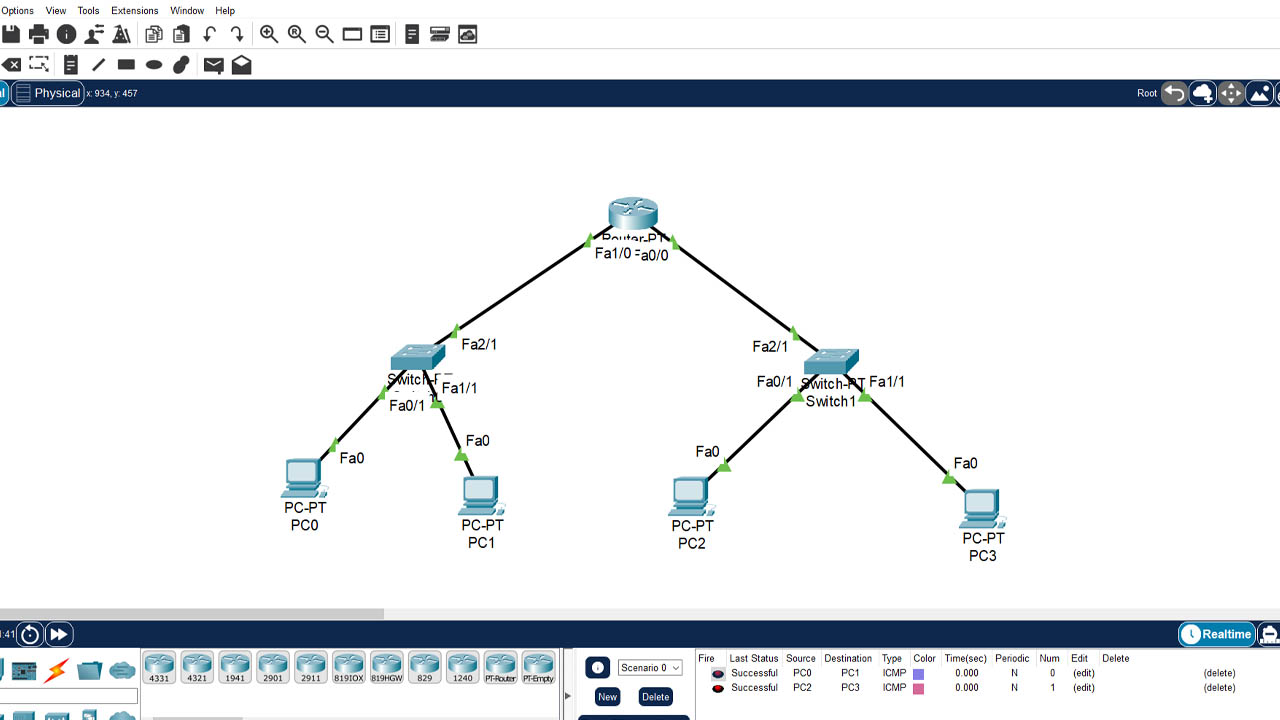 Options View Tools Extensions Window Help
Physical x: 934, y: 457
Root
Router-PT
Fa1/0 Fa0/0
Fa2/1
Fa2/1
Switch-PT
Fa1/1
Fa0/1
Fa0/1
Switch-PT
Fa1/1
Switch1
Fa0
Fa0
Fa0
Fa0
PC-PT
PC0
PC-PT
PC1
PC-PT
PC2
PC-PT
PC3
:41
Realtime
4331 4321 1941 2901 2911 819IOX 819HGW 829 1240 PT-Router PT-Empty
Scenario 0
New Delete
Fire Last Status Source Destination Type Color Time(sec) Periodic Num Edit Delete
Successful PC0 PC1 ICMP 0.000 N 0 (edit) (delete)
Successful PC2 PC3 ICMP 0.000 N 1 (edit) (delete)